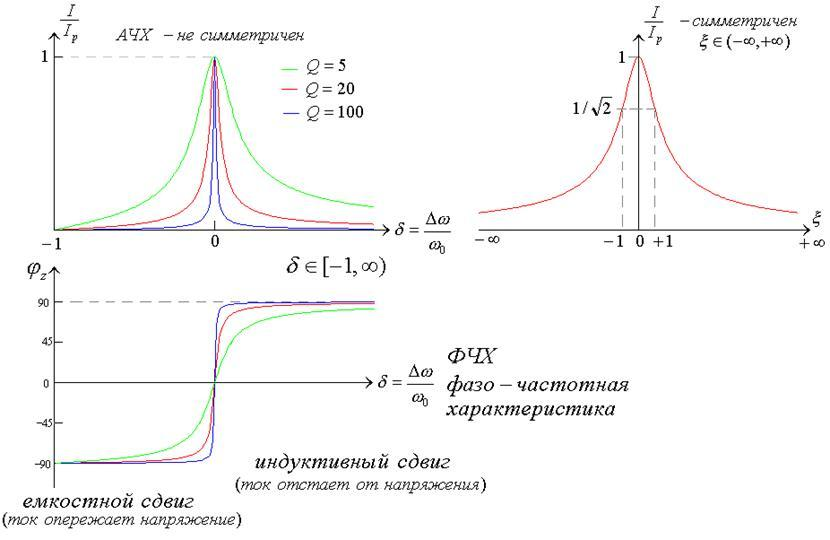 I/I_p
АЧХ - не симметричен
1
Q = 5
Q = 20
Q = 100
-1
0
δ = Δω/ω₀
δ ∈ [-1, ∞)
I/I_p
- симметричен
ξ ∈ (-∞, +∞)
1
1/√2
-∞
-1
0
+1
+∞
ξ
φ_z
90
45
0
-45
-90
δ = Δω/ω₀
ФЧХ
фазо - частотная
характеристика
индуктивный сдвиг
(ток отстает от напряжения)
емкостной сдвиг
(ток опережает напряжение)